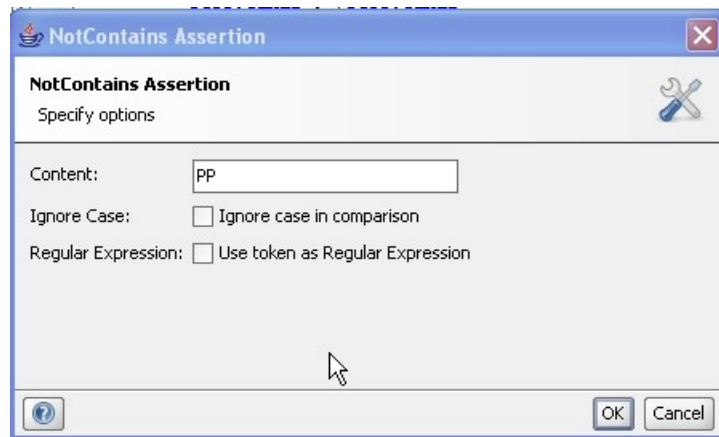 NotContains Assertion
NotContains Assertion
Specify options
Content: PP
Ignore Case: Ignore case in comparison
Regular Expression: Use token as Regular Expression
OK Cancel